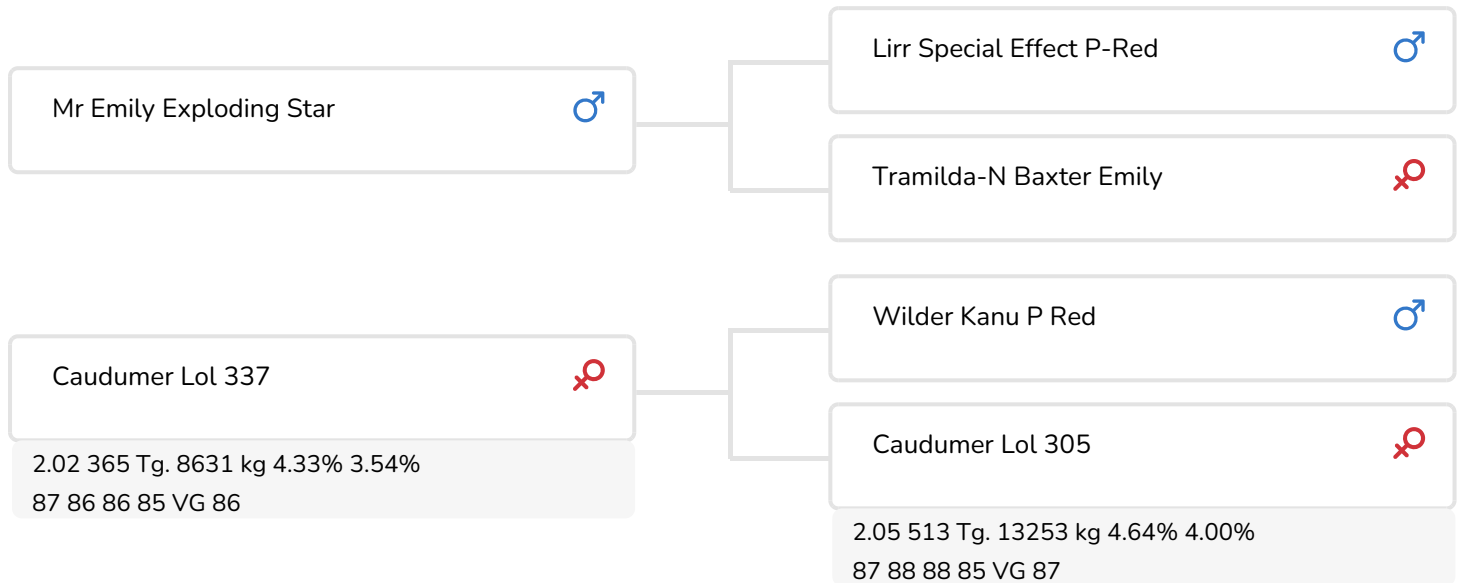 Mr Emily Exploding Star
Lirr Special Effect P-Red
Tramilda-N Baxter Emily
Caudumer Lol 337
2.02 365 Tg. 8631 kg 4.33% 3.54%
87 86 86 85 VG 86
Wilder Kanu P Red
Caudumer Lol 305
2.05 513 Tg. 13253 kg 4.64% 4.00%
87 88 88 85 VG 87